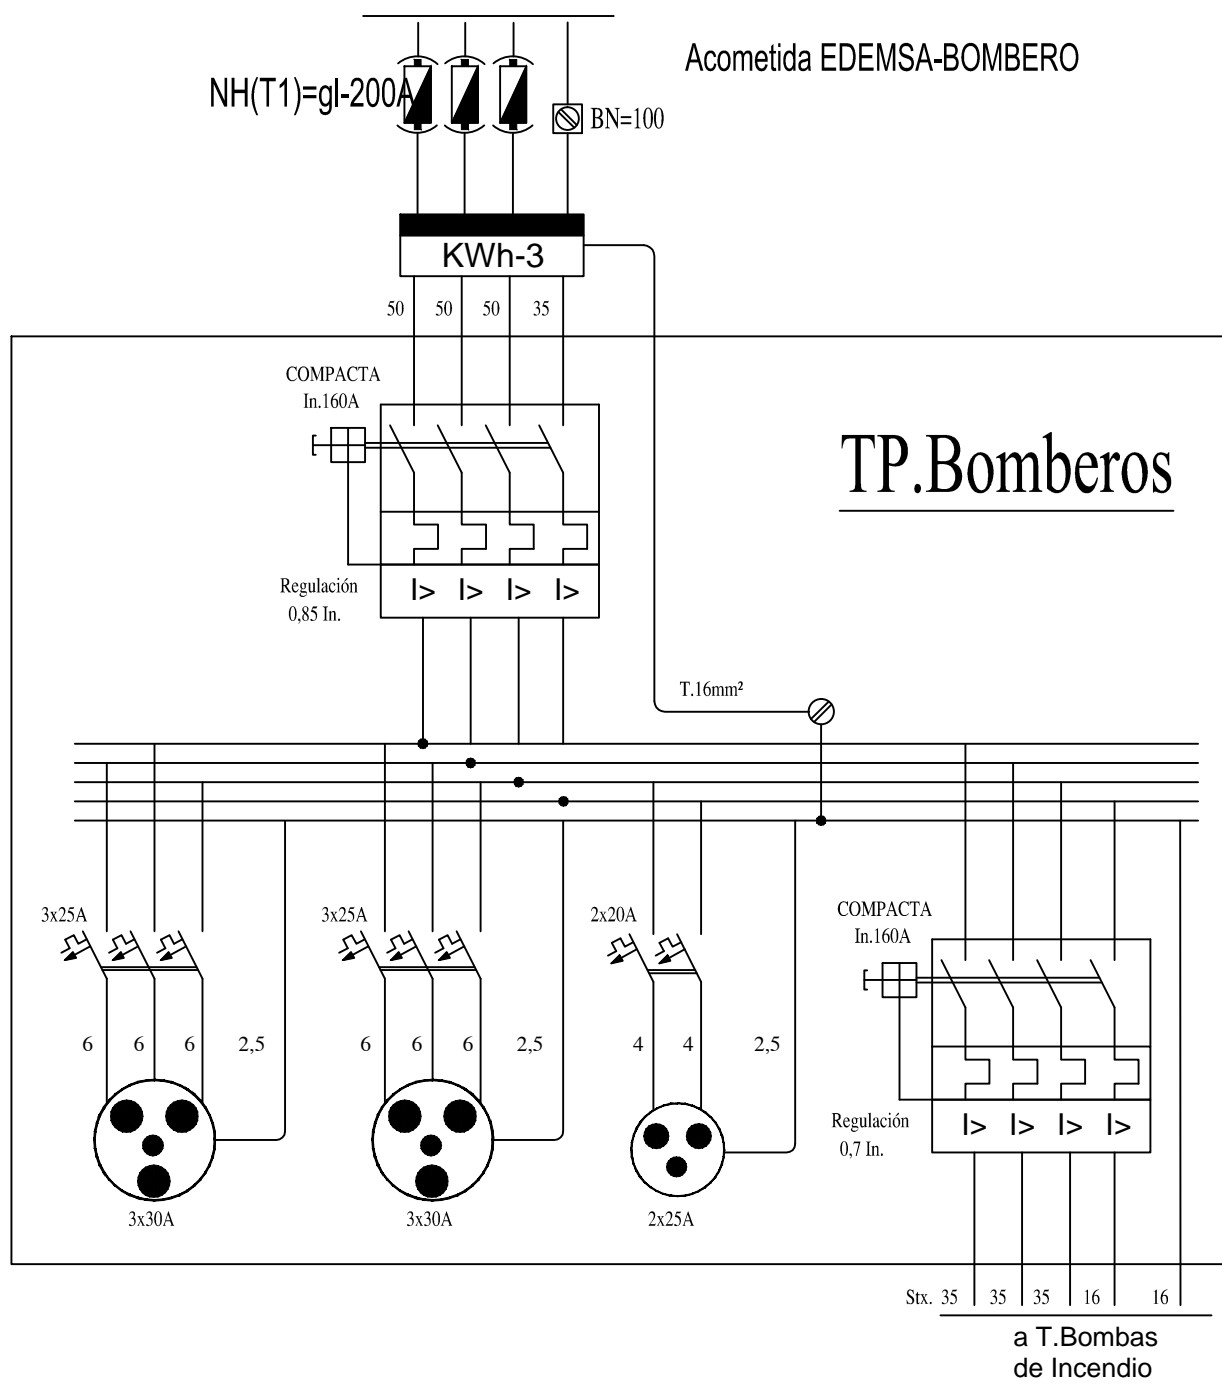 Acometida EDEMSA-BOMBERO
NH(T1)=gl-200A
BN=100
KWh-3
50 50 50 35
COMPACTA
In.160A
TP.Bomberos
Regulación
0,85 In.
I> I> I> I>
T.16mm²
3x25A 3x25A 2x20A
COMPACTA
In.160A
6 6 6 2,5 6 6 6 2,5 4 4 2,5
Regulación
0,7 In.
I> I> I> I>
3x30A 3x30A 2x25A
Stx. 35 35 35 16 16
a T.Bombas
de Incendio